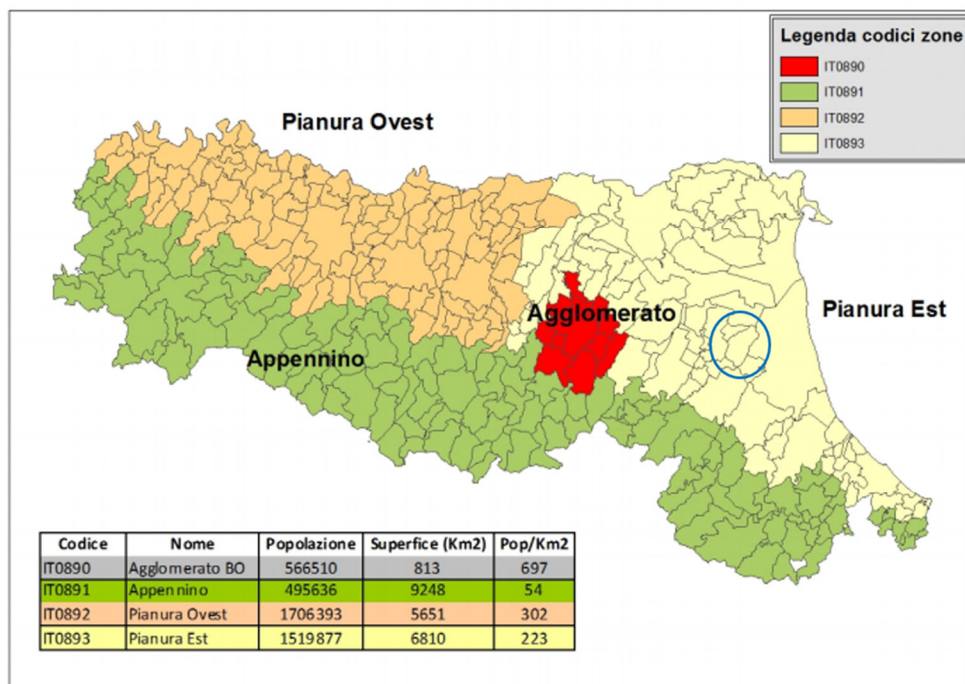 Legenda codici zone
IT0890
IT0891
IT0892
IT0893
Pianura Ovest
Agglomerato
Pianura Est
Appennino
Codice Nome Popolazione Superfice (Km2) Pop/Km2
IT0890 Agglomerato BO 566510 813 697
IT0891 Appennino 495636 9248 54
IT0892 Pianura Ovest 1706393 5651 302
IT0893 Pianura Est 1519877 6810 223